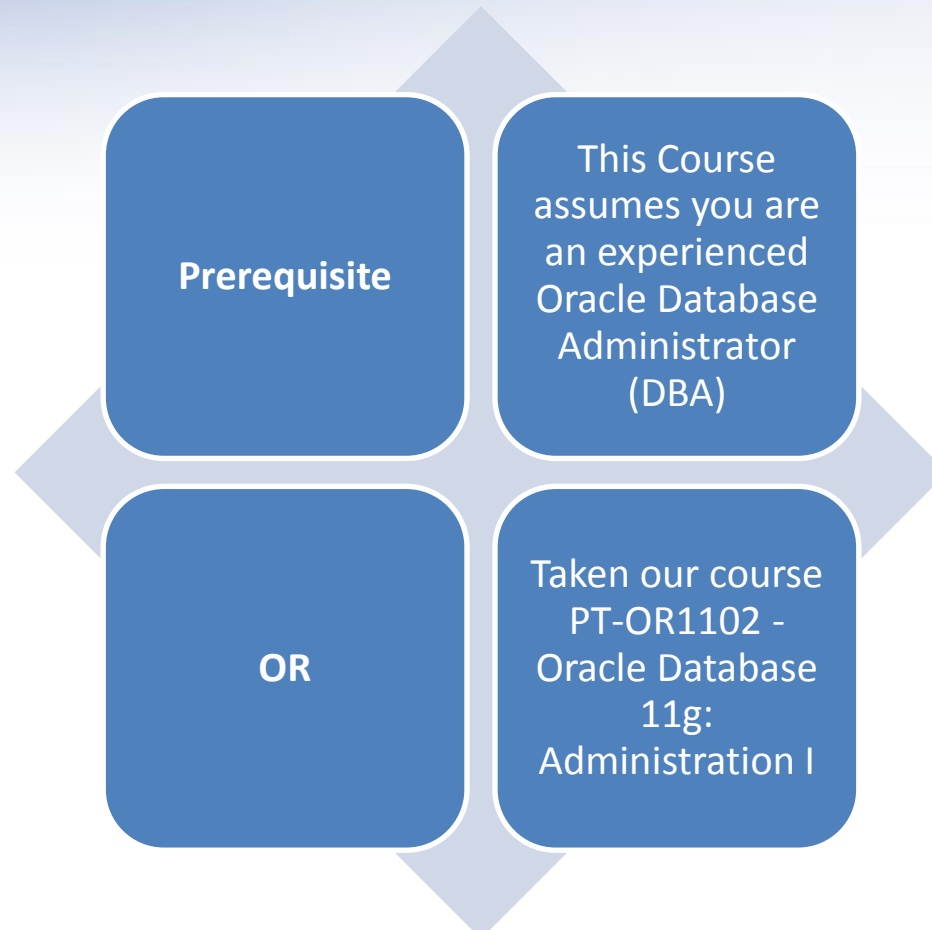 Prerequisite
This Course
assumes you are
an experienced
Oracle Database
Administrator
(DBA)
OR
Taken our course
PT-OR1102 -
Oracle Database
11g:
Administration I